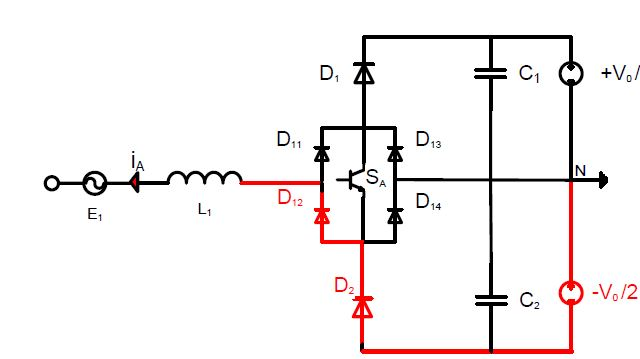 D₁
C₁
+V₀/
D₁₁
D₁₃
iA
SA
N
E₁
L₁
D₁₂
D₁₄
D₂
C₂
-V₀/2